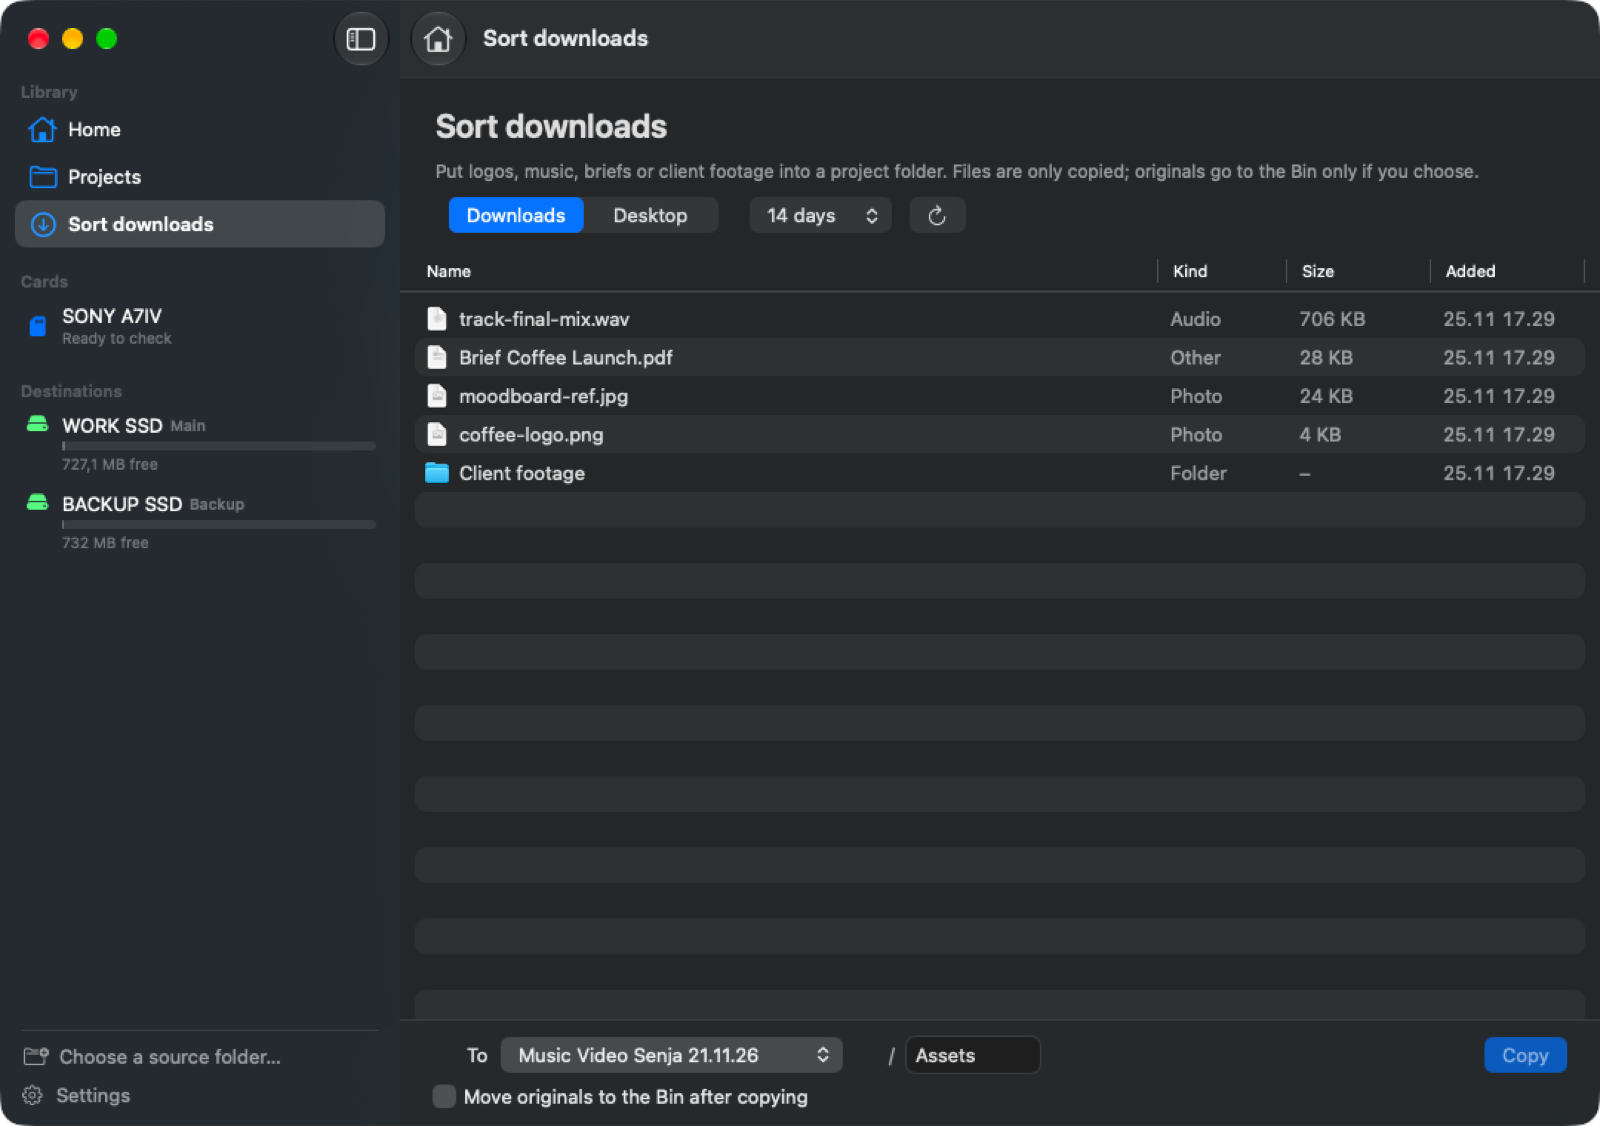 Sort downloads
Library
Home
Projects
Sort downloads
Cards
SONY A7IV
Ready to check
Destinations
WORK SSD Main
727,1 MB free
BACKUP SSD Backup
732 MB free
Choose a source folder...
Settings
Sort downloads
Put logos, music, briefs or client footage into a project folder. Files are only copied; originals go to the Bin only if you choose.
Downloads Desktop 14 days
Name Kind Size Added
track-final-mix.wav Audio 706 KB 25.11 17.29
Brief Coffee Launch.pdf Other 28 KB 25.11 17.29
moodboard-ref.jpg Photo 24 KB 25.11 17.29
coffee-logo.png Photo 4 KB 25.11 17.29
Client footage Folder – 25.11 17.29
To Music Video Senja 21.11.26 / Assets Copy
Move originals to the Bin after copying